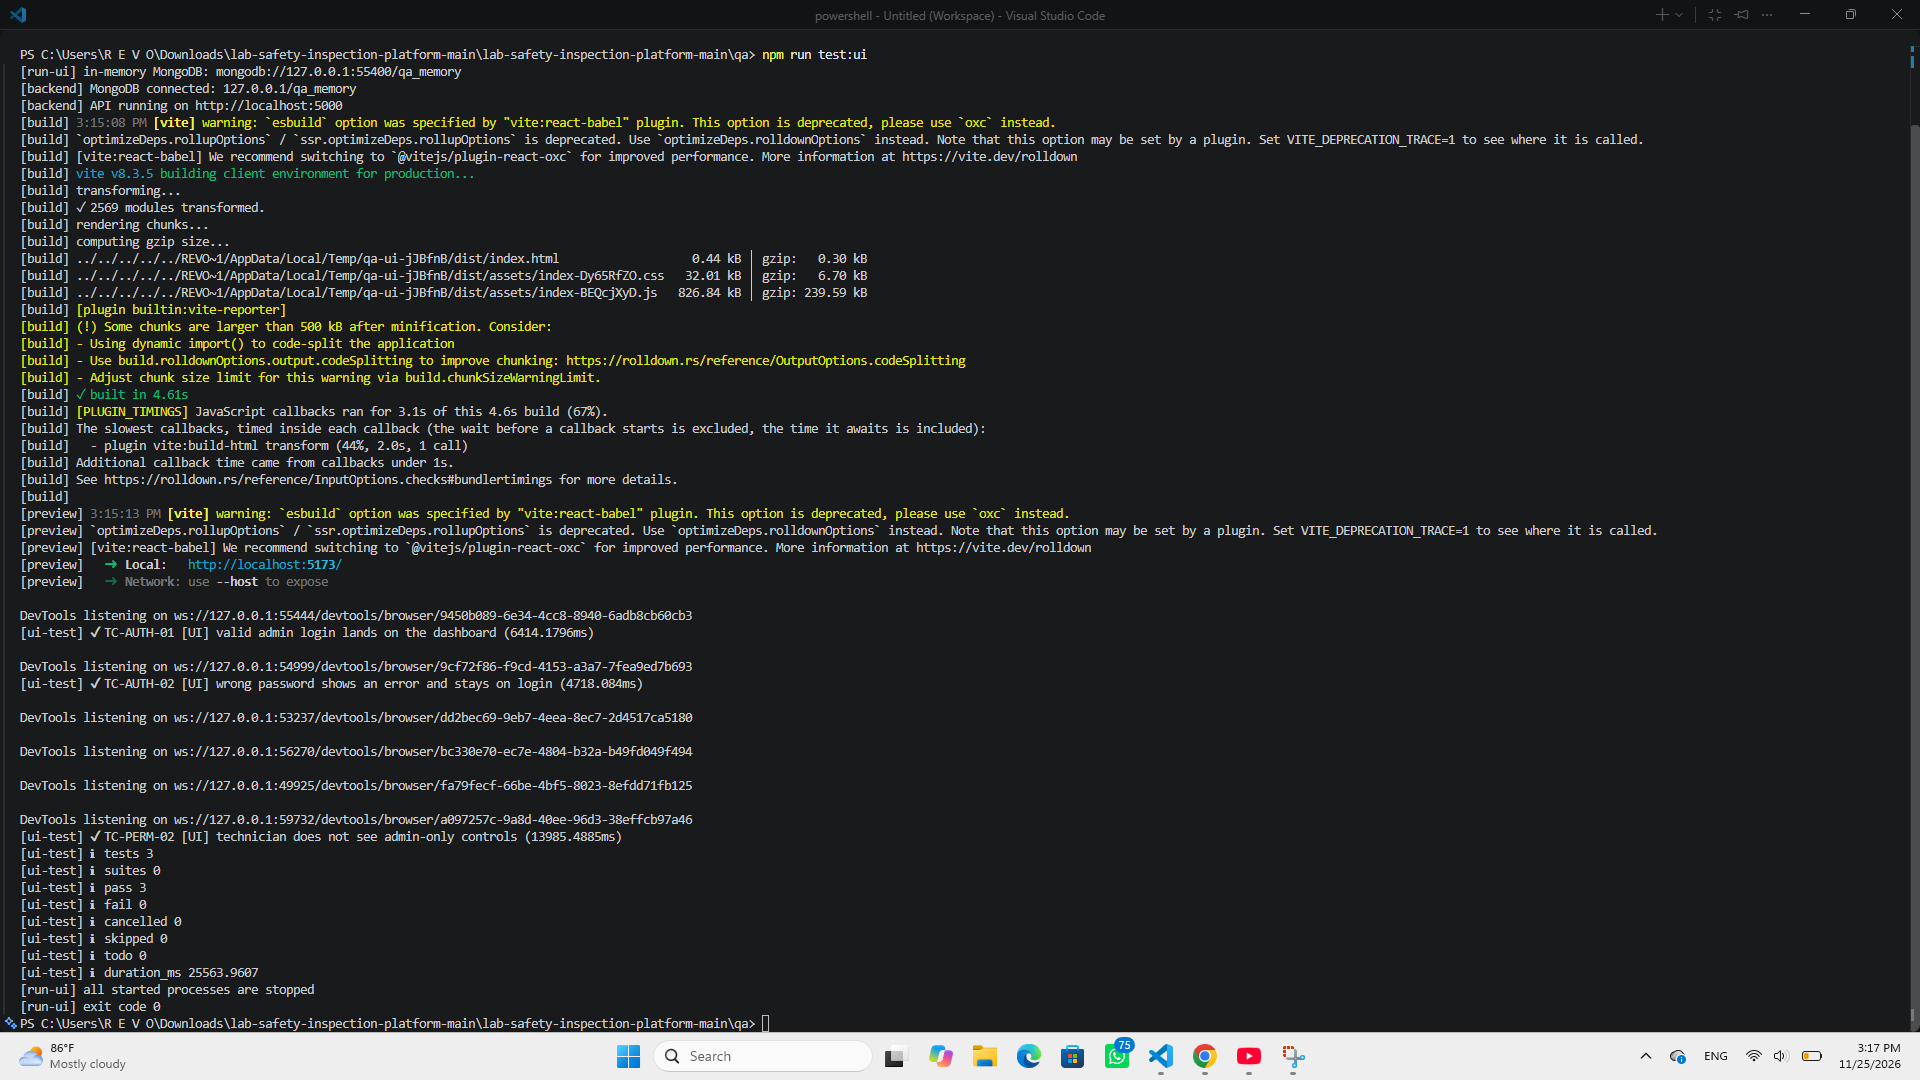 powershell - Untitled (Workspace) - Visual Studio Code
PS C:\Users\R E V O\Downloads\lab-safety-inspection-platform-main\lab-safety-inspection-platform-main\qa> npm run test:ui
[run-ui] in-memory MongoDB: mongodb://127.0.0.1:55400/qa_memory
[backend] MongoDB connected: 127.0.0.1/qa_memory
[backend] API running on http://localhost:5000
[build] 3:15:08 PM [vite] warning: `esbuild` option was specified by "vite:react-babel" plugin. This option is deprecated, please use `oxc` instead.
[build] `optimizeDeps.rollupOptions` / `ssr.optimizeDeps.rollupOptions` is deprecated. Use `optimizeDeps.rolldownOptions` instead. Note that this option may be set by a plugin. Set VITE_DEPRECATION_TRACE=1 to see where it is called.
[build] [vite:react-babel] We recommend switching to `@vitejs/plugin-react-oxc` for improved performance. More information at https://vite.dev/rolldown
[build] vite v8.3.5 building client environment for production...
[build] transforming...
[build] ✓ 2569 modules transformed.
[build] rendering chunks...
[build] computing gzip size...
[build] ../../../../../REVO~1/AppData/Local/Temp/qa-ui-jJBfnB/dist/index.html 0.44 kB │ gzip: 0.30 kB
[build] ../../../../../REVO~1/AppData/Local/Temp/qa-ui-jJBfnB/dist/assets/index-Dy65RfZO.css 32.01 kB │ gzip: 6.70 kB
[build] ../../../../../REVO~1/AppData/Local/Temp/qa-ui-jJBfnB/dist/assets/index-BEQcjXyD.js 826.84 kB │ gzip: 239.59 kB
[build] [plugin builtin:vite-reporter]
[build] (!) Some chunks are larger than 500 kB after minification. Consider:
[build] - Using dynamic import() to code-split the application
[build] - Use build.rolldownOptions.output.codeSplitting to improve chunking: https://rolldown.rs/reference/OutputOptions.codeSplitting
[build] - Adjust chunk size limit for this warning via build.chunkSizeWarningLimit.
[build] ✓ built in 4.61s
[build] [PLUGIN_TIMINGS] JavaScript callbacks ran for 3.1s of this 4.6s build (67%).
[build] The slowest callbacks, timed inside each callback (the wait before a callback starts is excluded, the time it awaits is included):
[build] - plugin vite:build-html transform (44%, 2.0s, 1 call)
[build] Additional callback time came from callbacks under 1s.
[build] See https://rolldown.rs/reference/InputOptions.checks#bundlertimings for more details.
[build]
[preview] 3:15:13 PM [vite] warning: `esbuild` option was specified by "vite:react-babel" plugin. This option is deprecated, please use `oxc` instead.
[preview] `optimizeDeps.rollupOptions` / `ssr.optimizeDeps.rollupOptions` is deprecated. Use `optimizeDeps.rolldownOptions` instead. Note that this option may be set by a plugin. Set VITE_DEPRECATION_TRACE=1 to see where it is called.
[preview] [vite:react-babel] We recommend switching to `@vitejs/plugin-react-oxc` for improved performance. More information at https://vite.dev/rolldown
[preview] ➜ Local: http://localhost:5173/
[preview] ➜ Network: use --host to expose
DevTools listening on ws://127.0.0.1:55444/devtools/browser/9450b089-6e34-4cc8-8940-6adb8cb60cb3
[ui-test] ✔ TC-AUTH-01 [UI] valid admin login lands on the dashboard (6414.1796ms)
DevTools listening on ws://127.0.0.1:54999/devtools/browser/9cf72f86-f9cd-4153-a3a7-7fea9ed7b693
[ui-test] ✔ TC-AUTH-02 [UI] wrong password shows an error and stays on login (4718.084ms)
DevTools listening on ws://127.0.0.1:53237/devtools/browser/dd2bec69-9eb7-4eea-8ec7-2d4517ca5180
DevTools listening on ws://127.0.0.1:56270/devtools/browser/bc330e70-ec7e-4804-b32a-b49fd049f494
DevTools listening on ws://127.0.0.1:49925/devtools/browser/fa79fecf-66be-4bf5-8023-8efdd71fb125
DevTools listening on ws://127.0.0.1:59732/devtools/browser/a097257c-9a8d-40ee-96d3-38effcb97a46
[ui-test] ✔ TC-PERM-02 [UI] technician does not see admin-only controls (13985.4885ms)
[ui-test] ℹ tests 3
[ui-test] ℹ suites 0
[ui-test] ℹ pass 3
[ui-test] ℹ fail 0
[ui-test] ℹ cancelled 0
[ui-test] ℹ skipped 0
[ui-test] ℹ todo 0
[ui-test] ℹ duration_ms 25563.9607
[run-ui] all started processes are stopped
[run-ui] exit code 0
PS C:\Users\R E V O\Downloads\lab-safety-inspection-platform-main\lab-safety-inspection-platform-main\qa>
86°F
Mostly cloudy
Search
75
ENG
3:17 PM
11/25/2026